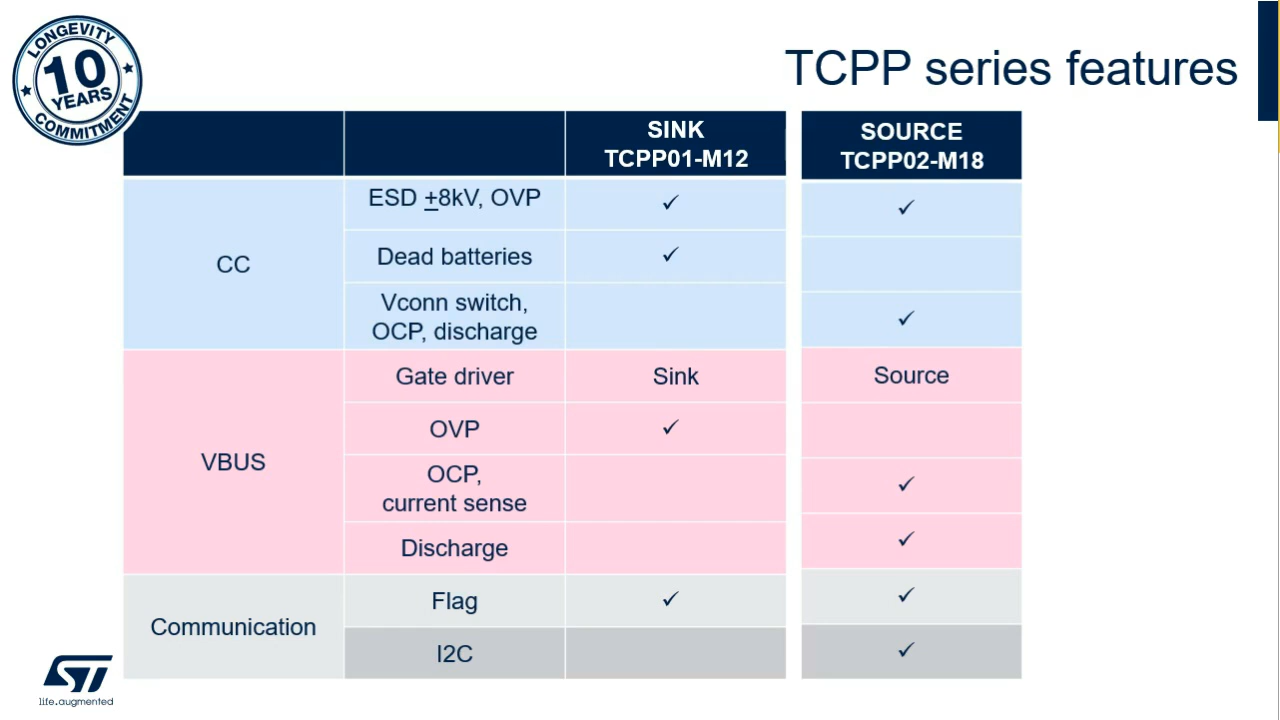 LONGEVITY
10
YEARS
COMMITMENT
TCPP series features
SINK
TCPP01-M12
SOURCE
TCPP02-M18
CC
ESD ±8kV, OVP
✓
✓
Dead batteries
✓
Vconn switch,
OCP, discharge
✓
VBUS
Gate driver
Sink
Source
OVP
✓
OCP,
current sense
✓
Discharge
✓
Communication
Flag
✓
✓
I2C
✓
ST
life.augmented